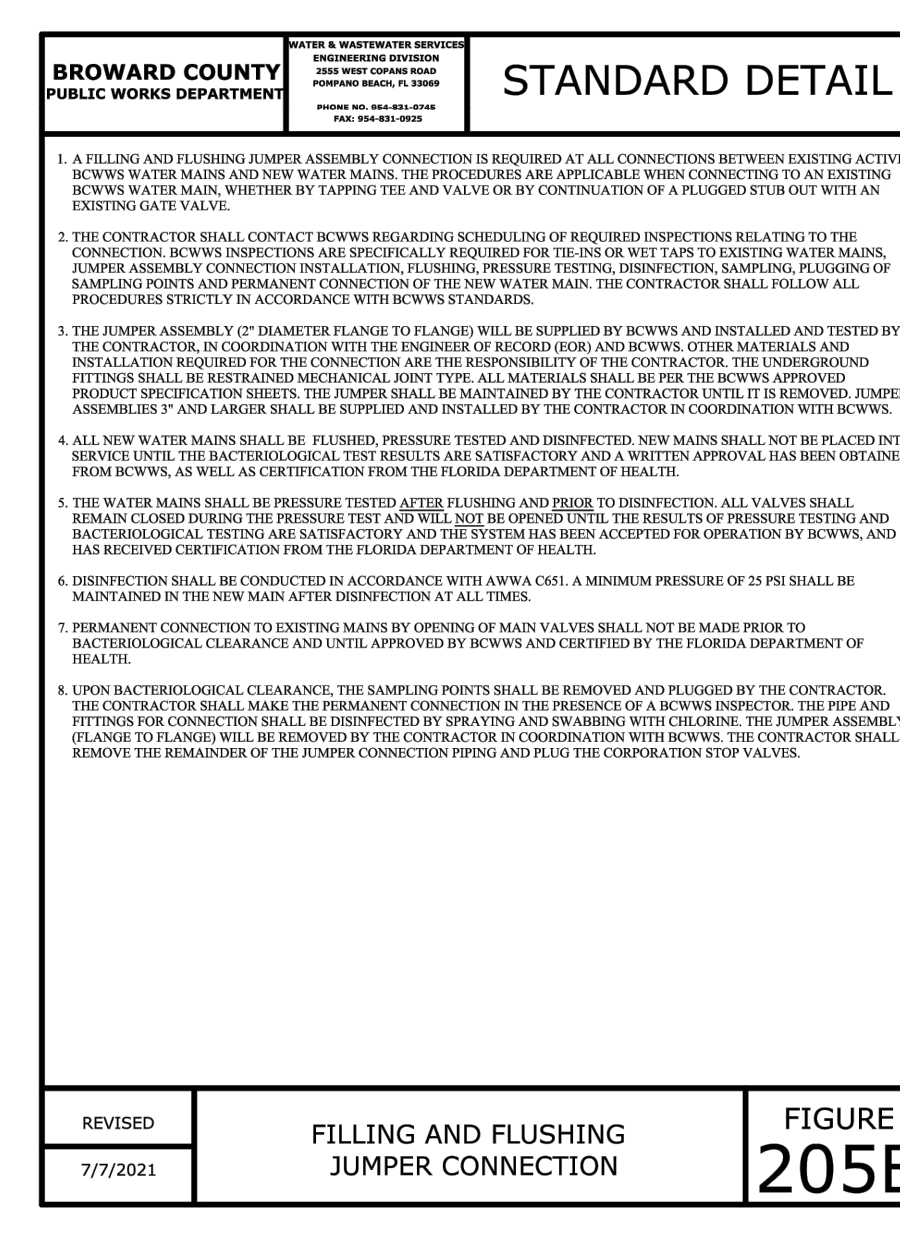 BROWARD COUNTY
PUBLIC WORKS DEPARTMENT
WATER & WASTEWATER SERVICES
ENGINEERING DIVISION
2555 WEST COPANS ROAD
POMPANO BEACH, FL 33069
PHONE NO. 954-831-0745
FAX: 954-831-0925
STANDARD DETAIL
1. A FILLING AND FLUSHING JUMPER ASSEMBLY CONNECTION IS REQUIRED AT ALL CONNECTIONS BETWEEN EXISTING ACTIV
BCWWS WATER MAINS AND NEW WATER MAINS. THE PROCEDURES ARE APPLICABLE WHEN CONNECTING TO AN EXISTING
BCWWS WATER MAIN, WHETHER BY TAPPING TEE AND VALVE OR BY CONTINUATION OF A PLUGGED STUB OUT WITH AN
EXISTING GATE VALVE.
2. THE CONTRACTOR SHALL CONTACT BCWWS REGARDING SCHEDULING OF REQUIRED INSPECTIONS RELATING TO THE
CONNECTION. BCWWS INSPECTIONS ARE SPECIFICALLY REQUIRED FOR TIE-INS OR WET TAPS TO EXISTING WATER MAINS,
JUMPER ASSEMBLY CONNECTION INSTALLATION, FLUSHING, PRESSURE TESTING, DISINFECTION, SAMPLING, PLUGGING OF
SAMPLING POINTS AND PERMANENT CONNECTION OF THE NEW WATER MAIN. THE CONTRACTOR SHALL FOLLOW ALL
PROCEDURES STRICTLY IN ACCORDANCE WITH BCWWS STANDARDS.
3. THE JUMPER ASSEMBLY (2" DIAMETER FLANGE TO FLANGE) WILL BE SUPPLIED BY BCWWS AND INSTALLED AND TESTED BY
THE CONTRACTOR, IN COORDINATION WITH THE ENGINEER OF RECORD (EOR) AND BCWWS. OTHER MATERIALS AND
INSTALLATION REQUIRED FOR THE CONNECTION ARE THE RESPONSIBILITY OF THE CONTRACTOR. THE UNDERGROUND
FITTINGS SHALL BE RESTRAINED MECHANICAL JOINT TYPE. ALL MATERIALS SHALL BE PER THE BCWWS APPROVED
PRODUCT SPECIFICATION SHEETS. THE JUMPER SHALL BE MAINTAINED BY THE CONTRACTOR UNTIL IT IS REMOVED. JUMPE
ASSEMBLIES 3" AND LARGER SHALL BE SUPPLIED AND INSTALLED BY THE CONTRACTOR IN COORDINATION WITH BCWWS.
4. ALL NEW WATER MAINS SHALL BE FLUSHED, PRESSURE TESTED AND DISINFECTED. NEW MAINS SHALL NOT BE PLACED INT
SERVICE UNTIL THE BACTERIOLOGICAL TEST RESULTS ARE SATISFACTORY AND A WRITTEN APPROVAL HAS BEEN OBTAINE
FROM BCWWS, AS WELL AS CERTIFICATION FROM THE FLORIDA DEPARTMENT OF HEALTH.
5. THE WATER MAINS SHALL BE PRESSURE TESTED AFTER FLUSHING AND PRIOR TO DISINFECTION. ALL VALVES SHALL
REMAIN CLOSED DURING THE PRESSURE TEST AND WILL NOT BE OPENED UNTIL THE RESULTS OF PRESSURE TESTING AND
BACTERIOLOGICAL TESTING ARE SATISFACTORY AND THE SYSTEM HAS BEEN ACCEPTED FOR OPERATION BY BCWWS, AND
HAS RECEIVED CERTIFICATION FROM THE FLORIDA DEPARTMENT OF HEALTH.
6. DISINFECTION SHALL BE CONDUCTED IN ACCORDANCE WITH AWWA C651. A MINIMUM PRESSURE OF 25 PSI SHALL BE
MAINTAINED IN THE NEW MAIN AFTER DISINFECTION AT ALL TIMES.
7. PERMANENT CONNECTION TO EXISTING MAINS BY OPENING OF MAIN VALVES SHALL NOT BE MADE PRIOR TO
BACTERIOLOGICAL CLEARANCE AND UNTIL APPROVED BY BCWWS AND CERTIFIED BY THE FLORIDA DEPARTMENT OF
HEALTH.
8. UPON BACTERIOLOGICAL CLEARANCE, THE SAMPLING POINTS SHALL BE REMOVED AND PLUGGED BY THE CONTRACTOR.
THE CONTRACTOR SHALL MAKE THE PERMANENT CONNECTION IN THE PRESENCE OF A BCWWS INSPECTOR. THE PIPE AND
FITTINGS FOR CONNECTION SHALL BE DISINFECTED BY SPRAYING AND SWABBING WITH CHLORINE. THE JUMPER ASSEMBLY
(FLANGE TO FLANGE) WILL BE REMOVED BY THE CONTRACTOR IN COORDINATION WITH BCWWS. THE CONTRACTOR SHALL
REMOVE THE REMAINDER OF THE JUMPER CONNECTION PIPING AND PLUG THE CORPORATION STOP VALVES.
REVISED
7/7/2021
FILLING AND FLUSHING
JUMPER CONNECTION
FIGURE
205B